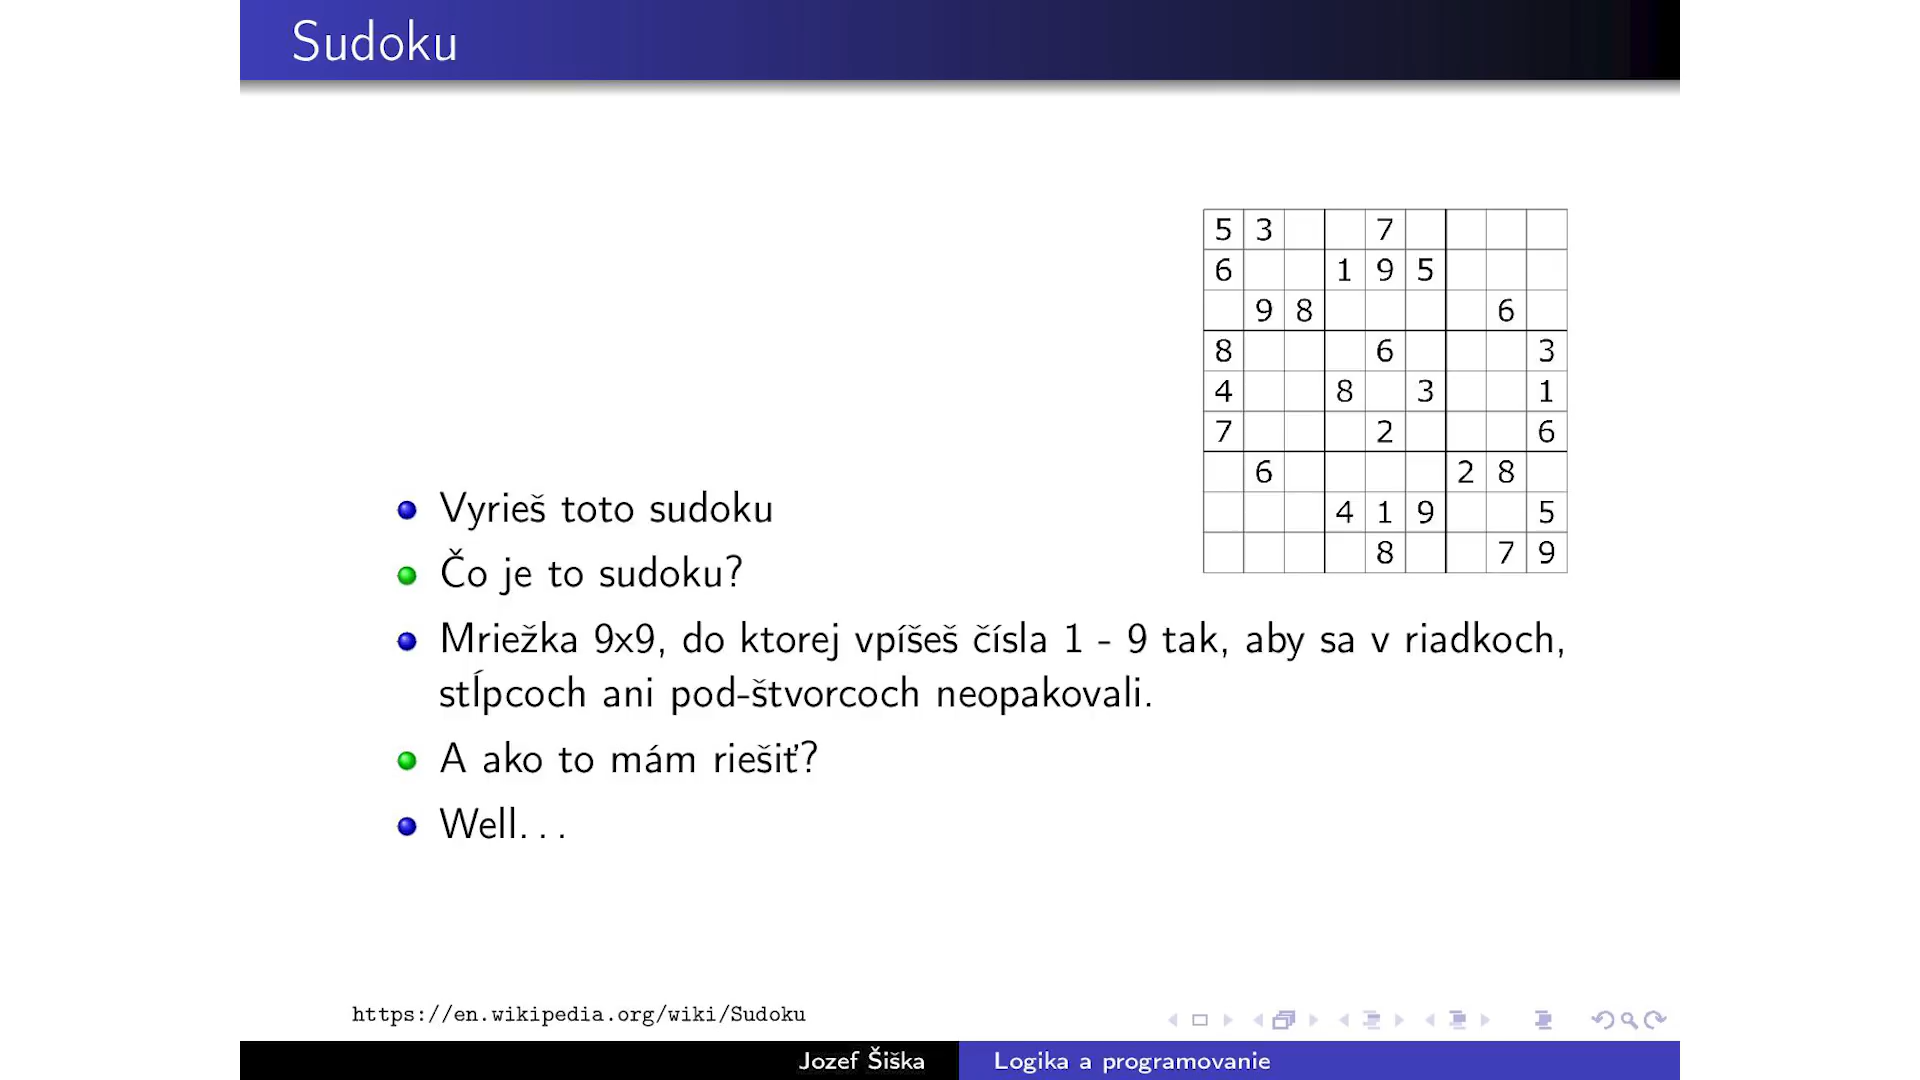 Sudoku
5 3 7
6 1 9 5
9 8 6
8 6 3
4 8 3 1
7 2 6
6 2 8
4 1 9 5
8 7 9
Vyrieš toto sudoku
Čo je to sudoku?
Mriežka 9x9, do ktorej vpíšeš čísla 1 - 9 tak, aby sa v riadkoch,
stĺpcoch ani pod-štvorcoch neopakovali.
A ako to mám riešiť?
Well...
https://en.wikipedia.org/wiki/Sudoku
Jozef Šiška Logika a programovanie